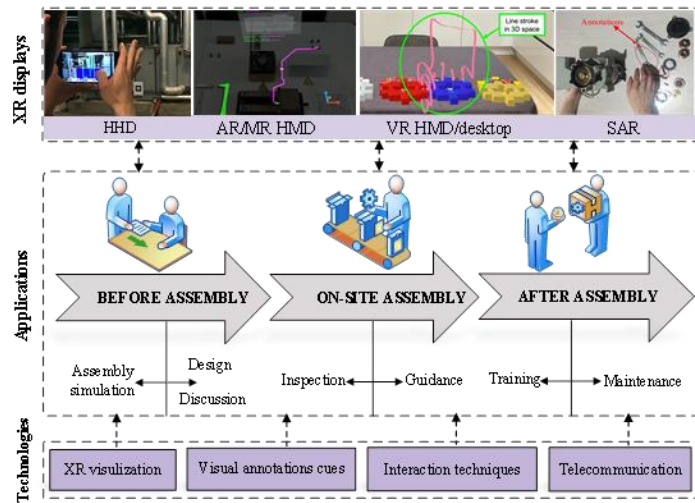 XR displays
Line stroke
in 3D space
Annotations
HHD
AR/MR HMD
VR HMD/desktop
SAR
Applications
BEFORE ASSEMBLY
ON-SITE ASSEMBLY
AFTER ASSEMBLY
Assembly
simulation
Design
Discussion
Inspection
Guidance
Training
Maintenance
Technologies
XR visulization
Visual annotations cues
Interaction techniques
Telecommunication